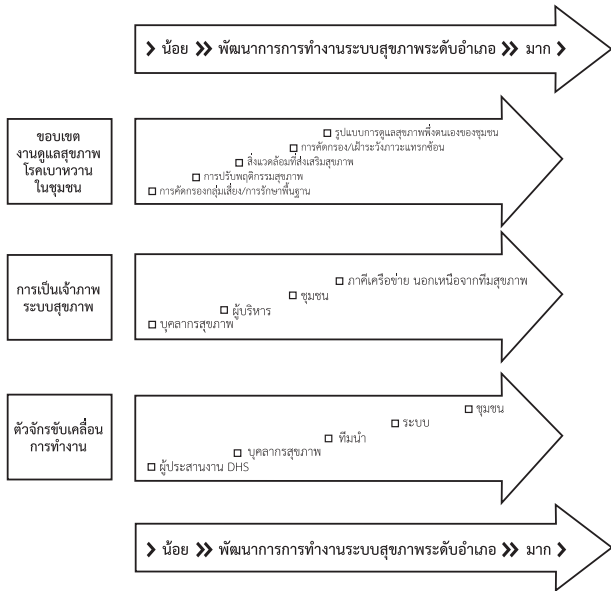 น้อย พัฒนาการการทำงานระบบสุขภาพระดับอำเภอ มาก
ขอบเขต
งานดูแลสุขภาพ
โรคเบาหวาน
ในชุมชน
รูปแบบการดูแลสุขภาพพึ่งตนเองของชุมชน
การคัดกรอง/เฝ้าระวังภาวะแทรกซ้อน
สิ่งแวดล้อมที่ส่งเสริมสุขภาพ
การปรับพฤติกรรมสุขภาพ
การคัดกรองกลุ่มเสี่ยง/การรักษาพื้นฐาน
การเป็นเจ้าภาพ
ระบบสุขภาพ
ภาคีเครือข่าย นอกเหนือจากทีมสุขภาพ
ชุมชน
ผู้บริหาร
บุคลากรสุขภาพ
ตัวจักรขับเคลื่อน
การทำงาน
ชุมชน
ระบบ
ทีมนำ
บุคลากรสุขภาพ
ผู้ประสานงาน DHS
น้อย พัฒนาการการทำงานระบบสุขภาพระดับอำเภอ มาก